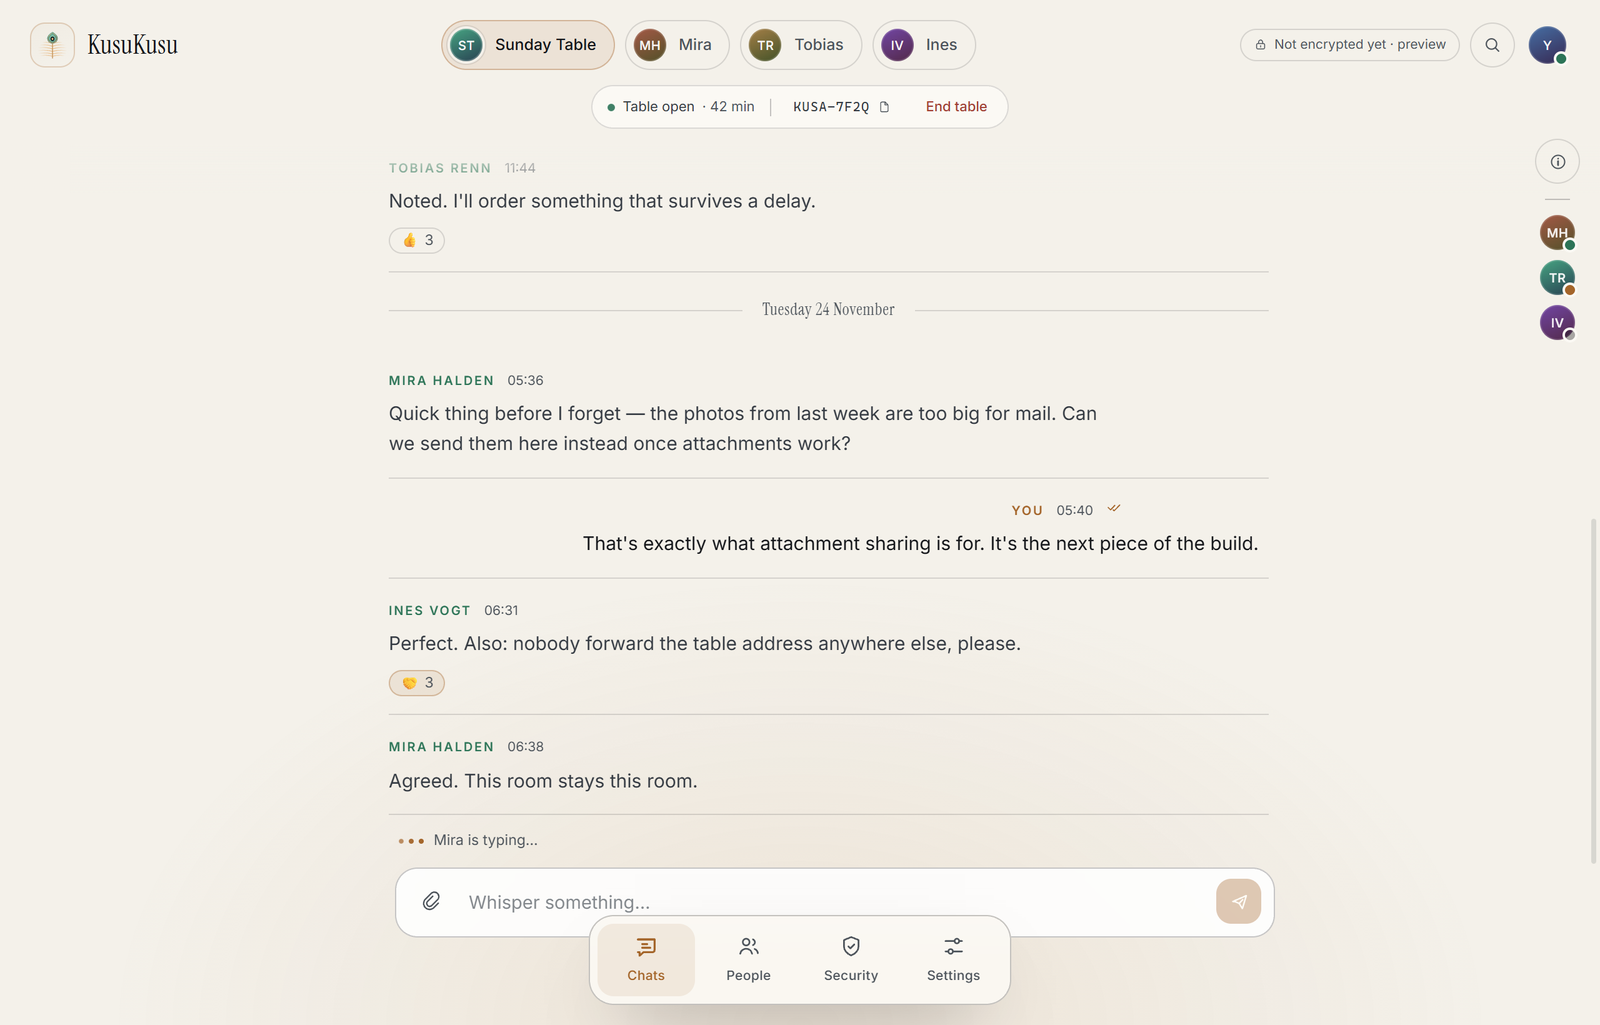 KusuKusu
ST Sunday Table
MH Mira
TR Tobias
IV Ines
Not encrypted yet · preview
Y
Table open · 42 min
KUSA-7F2Q
End table
TOBIAS RENN 11:44
Noted. I'll order something that survives a delay.
👍 3
MH
TR
IV
Tuesday 24 November
MIRA HALDEN 05:36
Quick thing before I forget — the photos from last week are too big for mail. Can
we send them here instead once attachments work?
YOU 05:40
That's exactly what attachment sharing is for. It's the next piece of the build.
INES VOGT 06:31
Perfect. Also: nobody forward the table address anywhere else, please.
🤝 3
MIRA HALDEN 06:38
Agreed. This room stays this room.
Mira is typing...
Whisper something...
Chats
People
Security
Settings